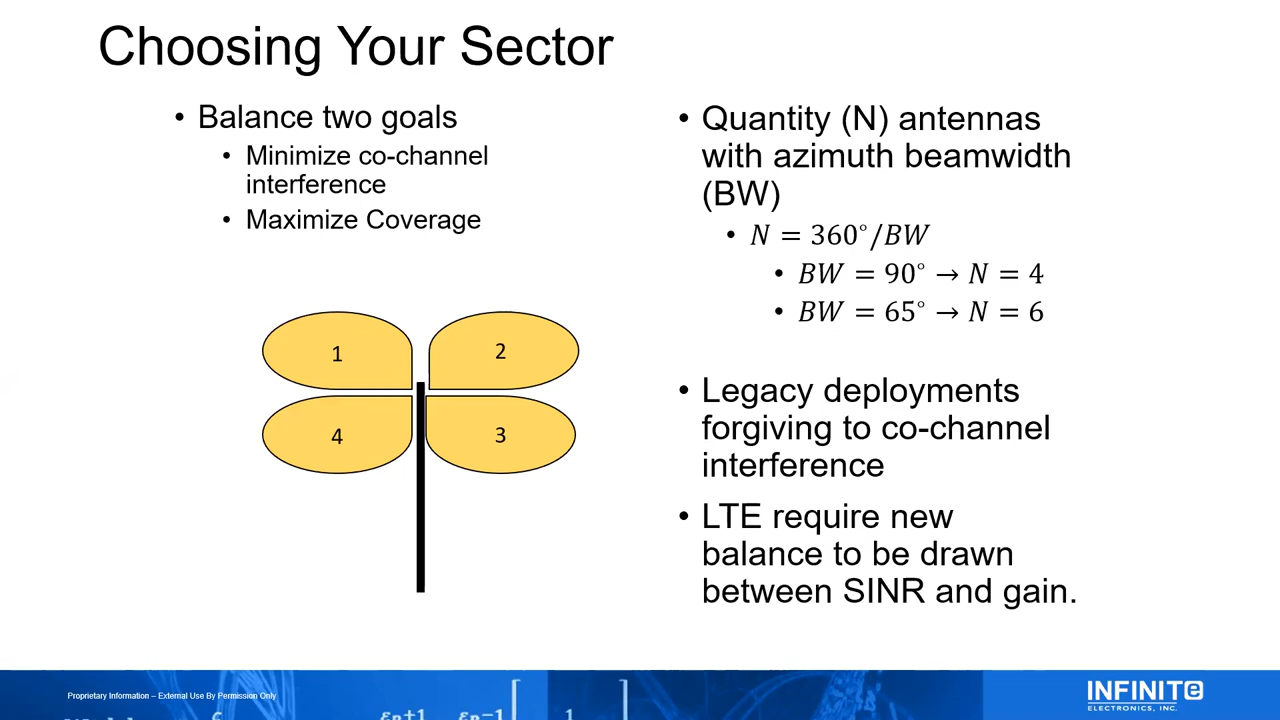 Choosing Your Sector
• Balance two goals
• Minimize co-channel
interference
• Maximize Coverage
1
2
4
3
• Quantity (N) antennas
with azimuth beamwidth
(BW)
• N = 360°/BW
• BW = 90° → N = 4
• BW = 65° → N = 6
• Legacy deployments
forgiving to co-channel
interference
• LTE require new
balance to be drawn
between SINR and gain.
Proprietary Information – External Use By Permission Only
INFINITe
ELECTRONICS, INC.